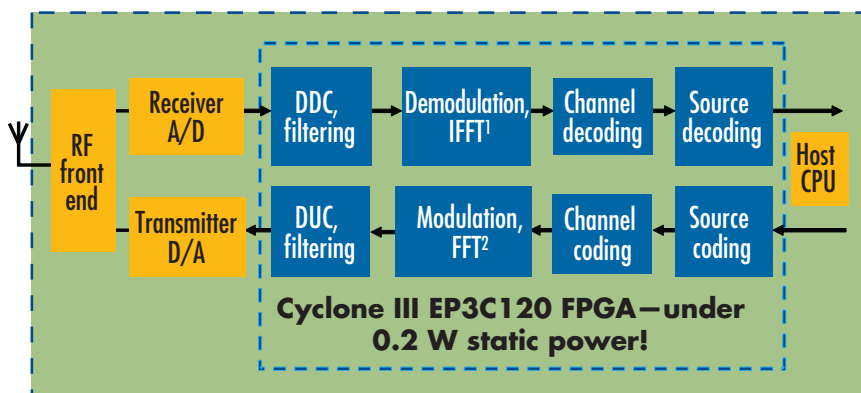 RF
front
end
Receiver
A/D
DDC,
filtering
Demodulation,
IFFT¹
Channel
decoding
Source
decoding
Host
CPU
Transmitter
D/A
DUC,
filtering
Modulation,
FFT²
Channel
coding
Source
coding
Cyclone III EP3C120 FPGA—under
0.2 W static power!